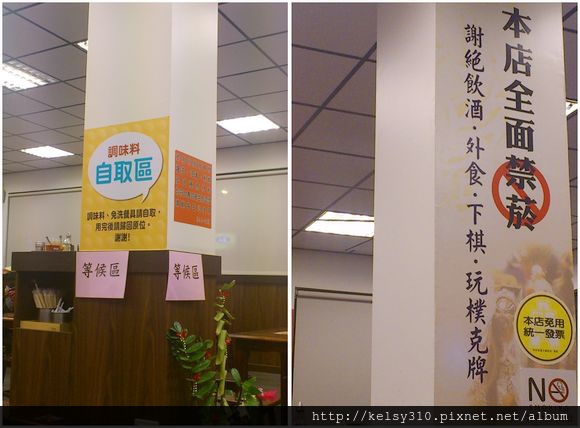 調味料
自取區
調味料、免洗餐具請自取,
用完後請歸回原位。
謝謝!
等候區
等候區
本店全面禁菸
謝絕飲酒·外食·下棋·玩樸克牌
本店免用
統一發票
NO
http://kelsy310.pixnet.net/album